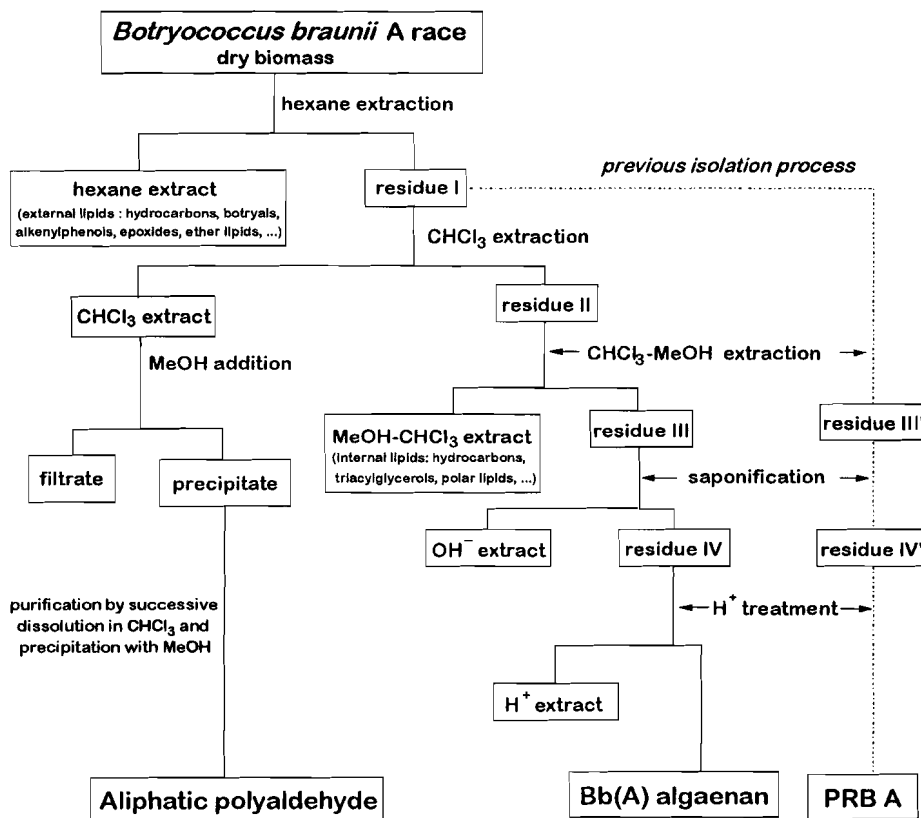 Botryococcus braunii A race
dry biomass
hexane extraction
previous isolation process
hexane extract
(external lipids : hydrocarbons, botryals,
alkenylphenols, epoxides, ether lipids, ...)
residue I
CHCl₃ extraction
CHCl₃ extract
residue II
MeOH addition
CHCl₃-MeOH extraction
filtrate
precipitate
MeOH-CHCl₃ extract
(internal lipids: hydrocarbons,
triacylglycerols, polar lipids, ...)
residue III
residue III'
saponification
OH⁻ extract
residue IV
residue IV'
purification by successive
dissolution in CHCl₃ and
precipitation with MeOH
H⁺ treatment
H⁺ extract
Aliphatic polyaldehyde
Bb(A) algaenan
PRB A